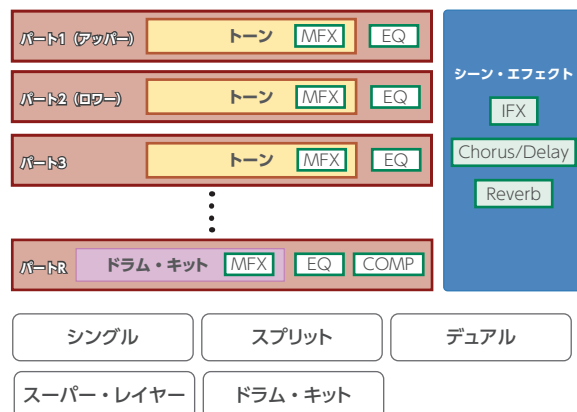 パート1（アッパー） トーン MFX EQ
パート2（ロワー） トーン MFX EQ
パート3 トーン MFX EQ
パートR ドラム・キット MFX EQ COMP
シーン・エフェクト
IFX
Chorus/Delay
Reverb
シングル スプリット デュアル
スーパー・レイヤー ドラム・キット